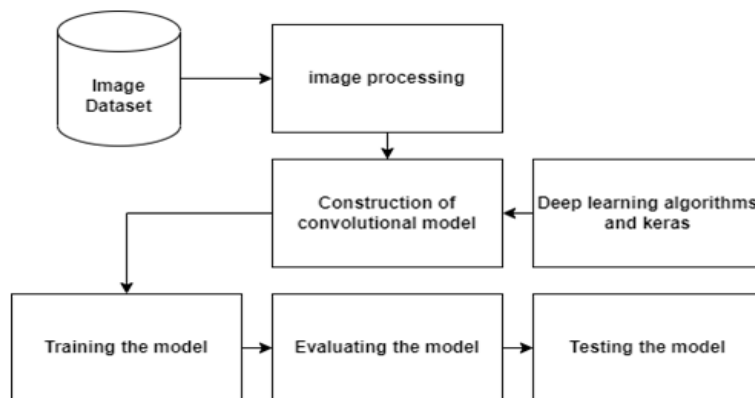 Image
Dataset
image processing
Construction of
convolutional model
Deep learning algorithms
and keras
Training the model
Evaluating the model
Testing the model